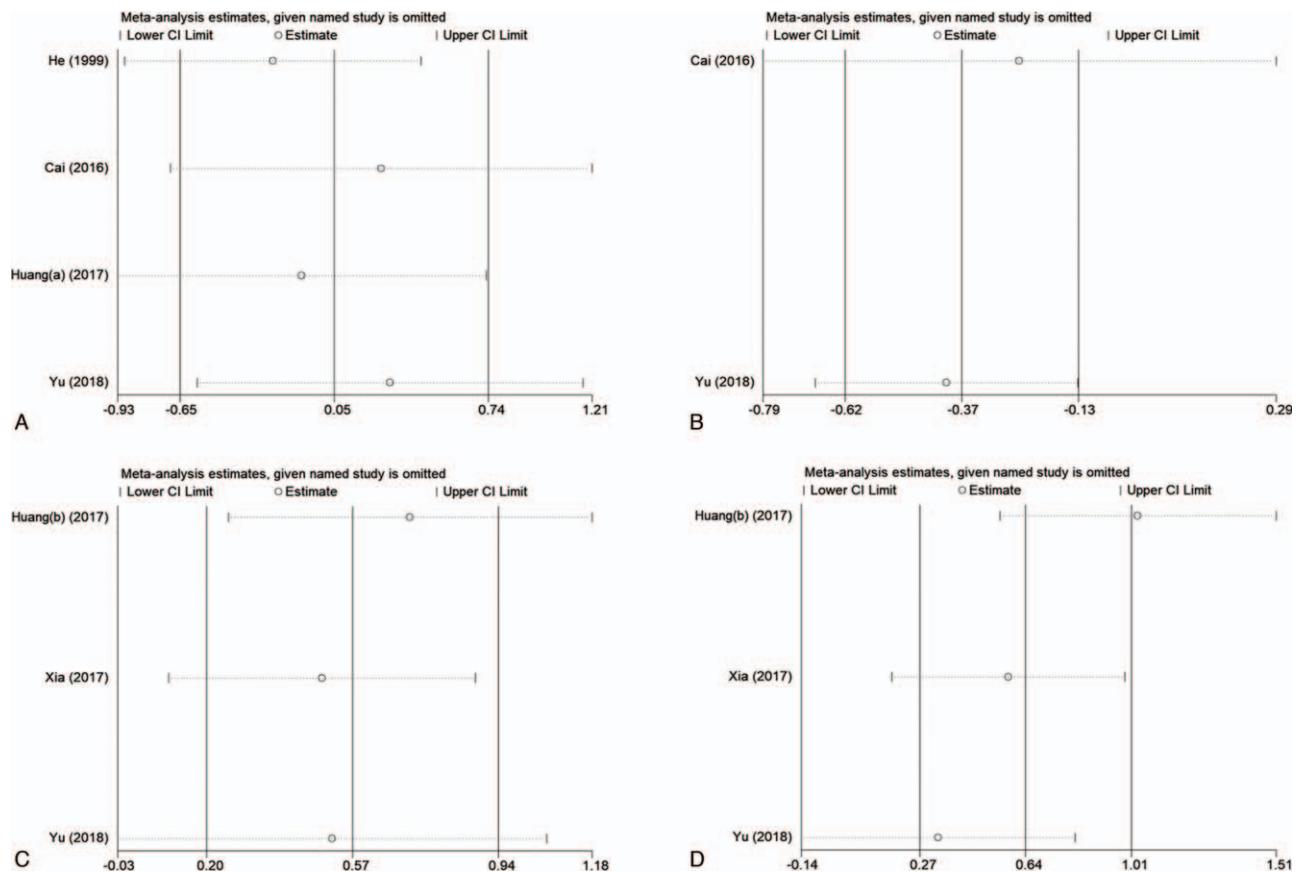 Meta-analysis estimates, given named study is omitted
Lower CI Limit Estimate Upper CI Limit
He (1999)
Cai (2016)
Huang(a) (2017)
Yu (2018)
-0.93 -0.65 0.05 0.74 1.21
A
Meta-analysis estimates, given named study is omitted
Lower CI Limit Estimate Upper CI Limit
Cai (2016)
Yu (2018)
-0.79 -0.62 -0.37 -0.13 0.29
B
Meta-analysis estimates, given named study is omitted
Lower CI Limit Estimate Upper CI Limit
Huang(b) (2017)
Xia (2017)
Yu (2018)
-0.03 0.20 0.57 0.94 1.18
C
Meta-analysis estimates, given named study is omitted
Lower CI Limit Estimate Upper CI Limit
Huang(b) (2017)
Xia (2017)
Yu (2018)
-0.14 0.27 0.64 1.01 1.51
D